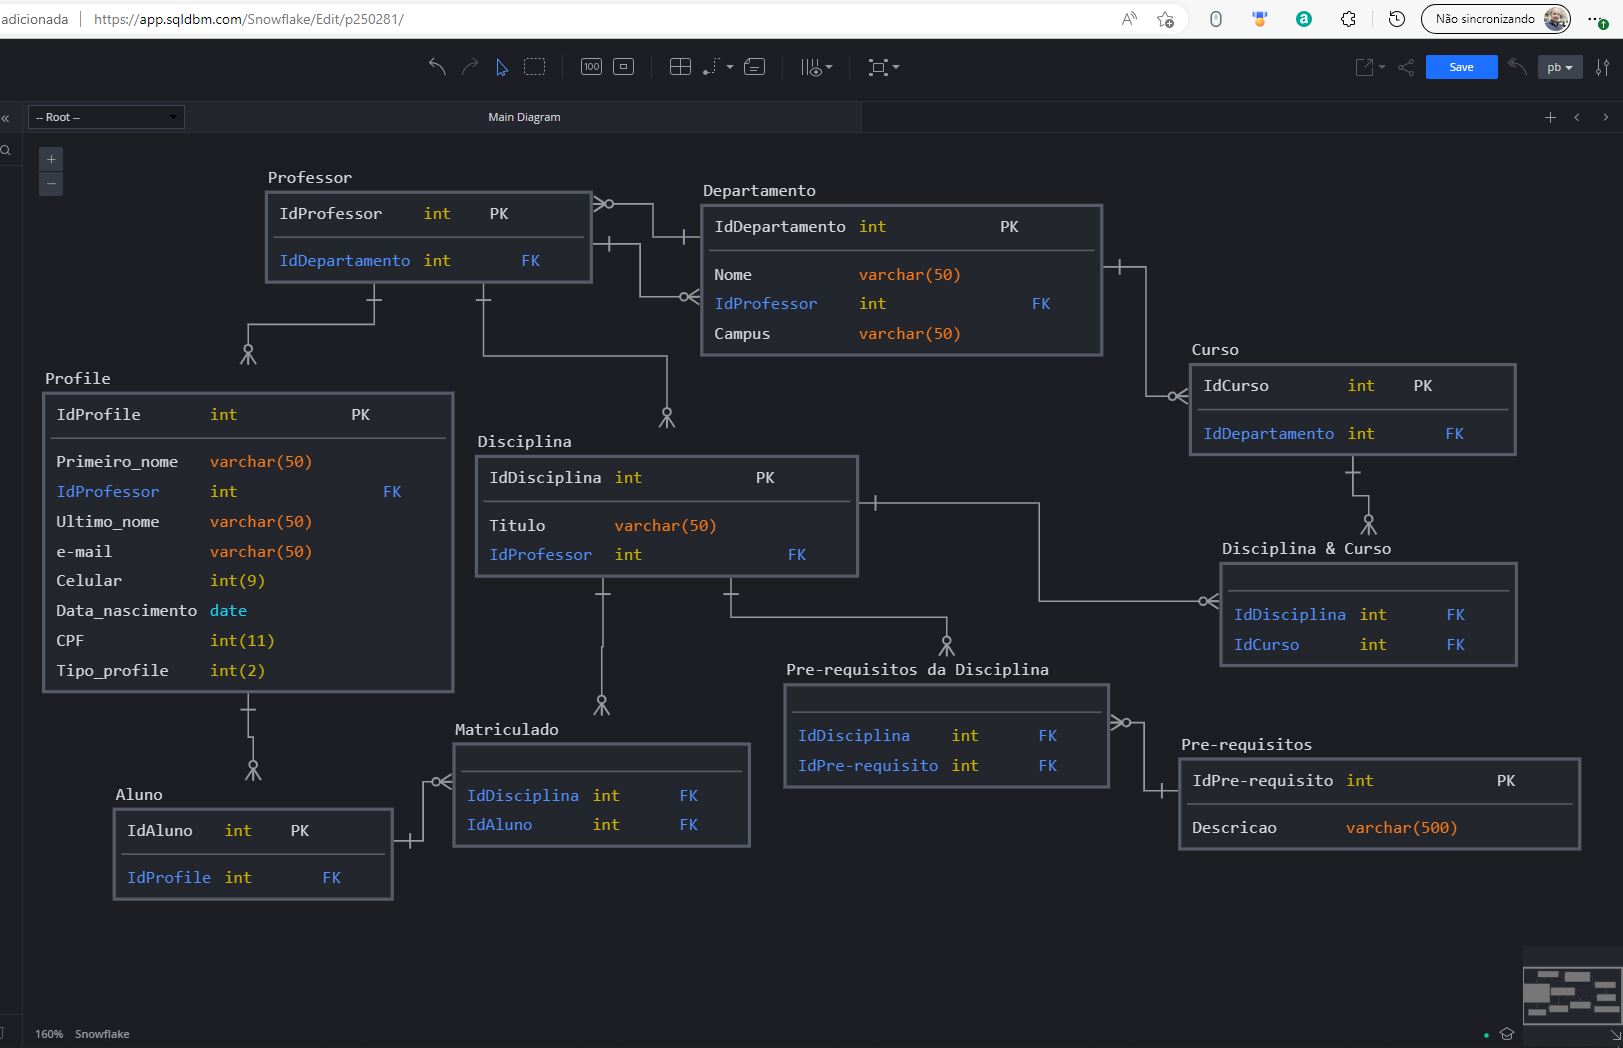 adicionada
https://app.sqldbm.com/Snowflake/Edit/p250281/
Não sincronizando
100
Save
pb
-- Root --
Main Diagram
Professor
IdProfessor int PK
IdDepartamento int FK
Departamento
IdDepartamento int PK
Nome varchar(50)
IdProfessor int FK
Campus varchar(50)
Curso
IdCurso int PK
IdDepartamento int FK
Profile
IdProfile int PK
Primeiro_nome varchar(50)
IdProfessor int FK
Ultimo_nome varchar(50)
e-mail varchar(50)
Celular int(9)
Data_nascimento date
CPF int(11)
Tipo_profile int(2)
Disciplina
IdDisciplina int PK
Titulo varchar(50)
IdProfessor int FK
Disciplina & Curso
IdDisciplina int FK
IdCurso int FK
Pre-requisitos da Disciplina
IdDisciplina int FK
IdPre-requisito int FK
Matriculado
IdDisciplina int FK
IdAluno int FK
Pre-requisitos
IdPre-requisito int PK
Descricao varchar(500)
Aluno
IdAluno int PK
IdProfile int FK
160% Snowflake